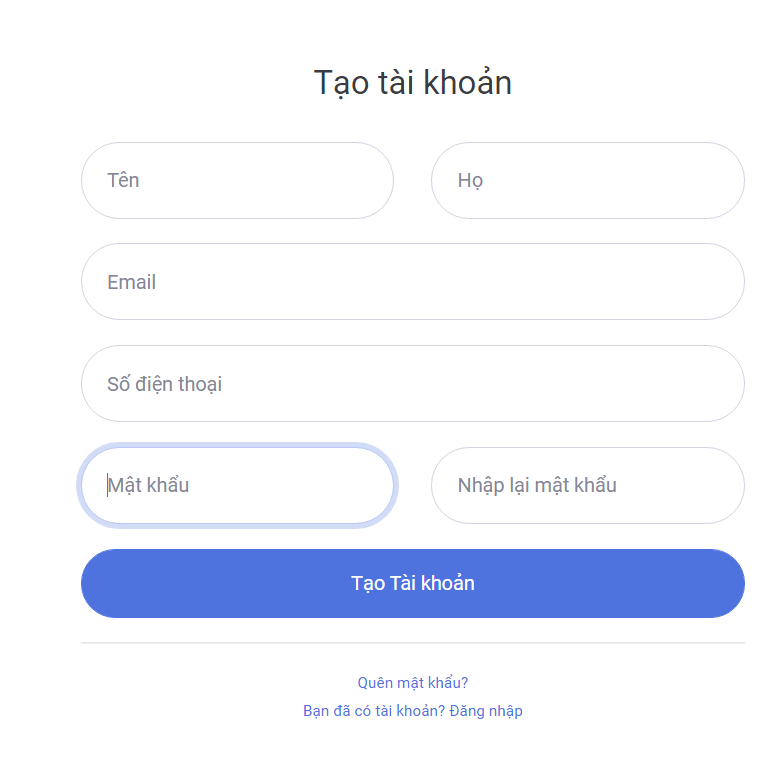 Tạo tài khoản
Tên
Họ
Email
Số điện thoại
Mật khẩu
Nhập lại mật khẩu
Tạo Tài khoản
Quên mật khẩu?
Bạn đã có tài khoản? Đăng nhập